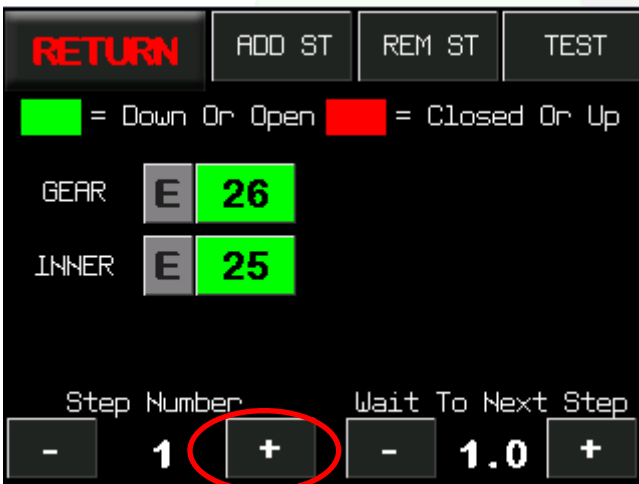 RETURN ADD ST REM ST TEST
= Down Or Open = Closed Or Up
GEAR E 26
INNER E 25
Step Number Wait To Next Step
- 1 + - 1.0 +